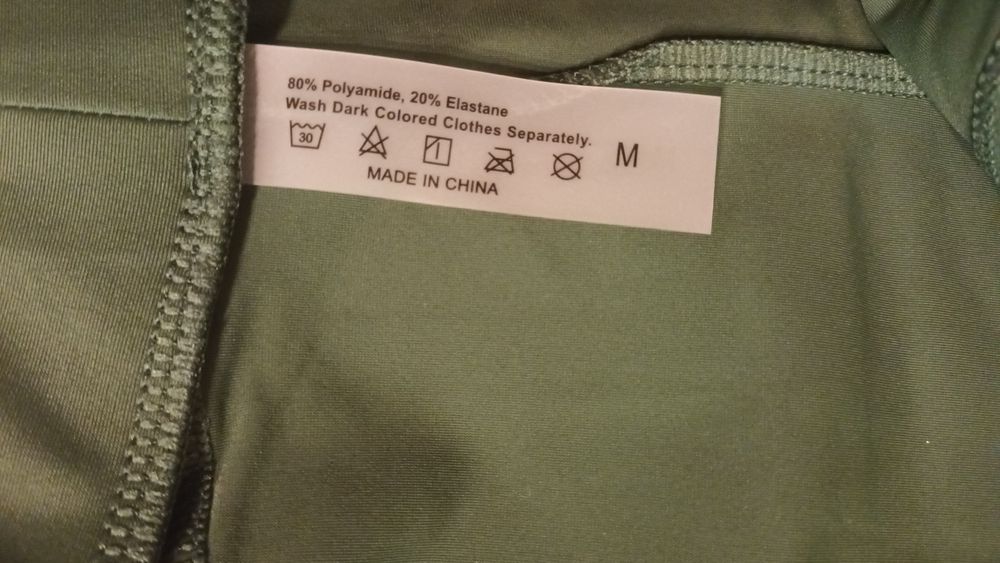 80% Polyamide, 20% Elastane
Wash Dark Colored Clothes Separately.
30
M
MADE IN CHINA